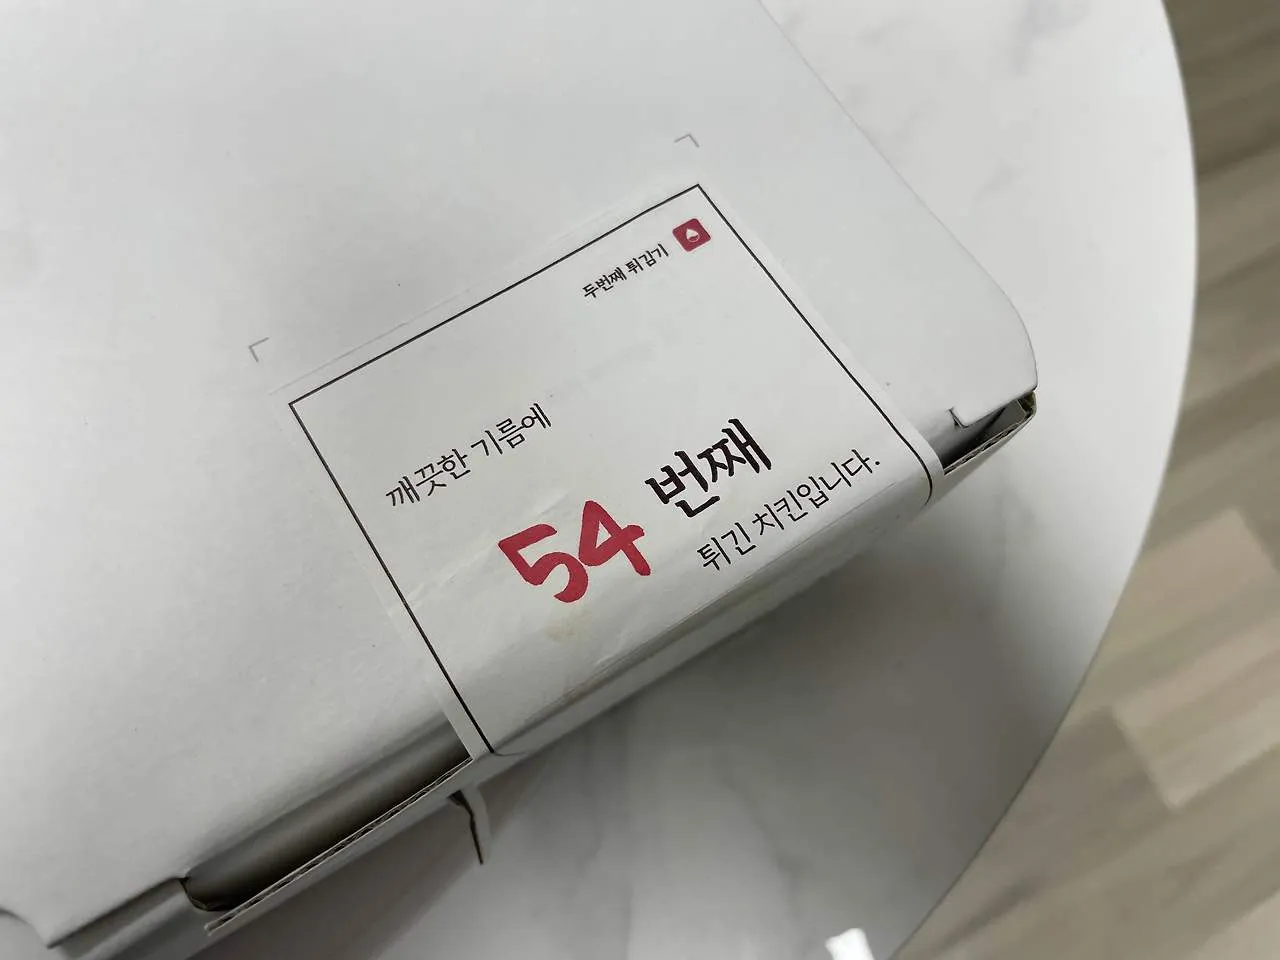 두번째 튀김기
깨끗한 기름에
54 번째
튀긴 치킨입니다.